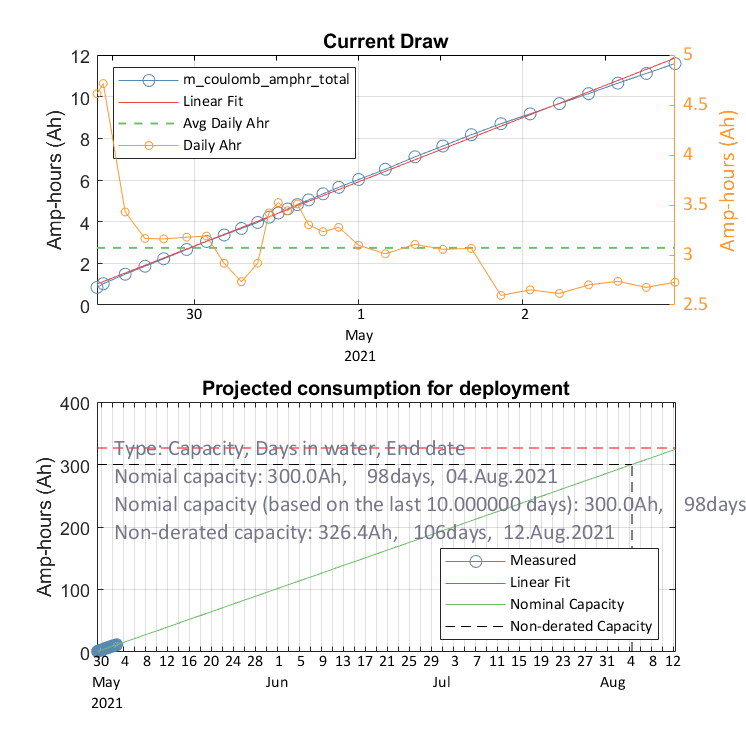 Current Draw
12
10
8
6
4
2
0
Amp-hours (Ah)
m_coulomb_amphr_total
Linear Fit
Avg Daily Ahr
Daily Ahr
5
4.5
4
3.5
3
2.5
Amp-hours (Ah)
30 1 2
May
2021
Projected consumption for deployment
400
300
200
100
0
Amp-hours (Ah)
Type: Capacity, Days in water, End date
Nomial capacity: 300.0Ah, 98days, 04.Aug.2021
Nomial capacity (based on the last 10.000000 days): 300.0Ah, 98days
Non-derated capacity: 326.4Ah, 106days, 12.Aug.2021
Measured
Linear Fit
Nominal Capacity
Non-derated Capacity
30 4 8 12 16 20 24 28 1 5 9 13 17 21 25 29 3 7 11 15 19 23 27 31 4 8 12
May Jun Jul Aug
2021